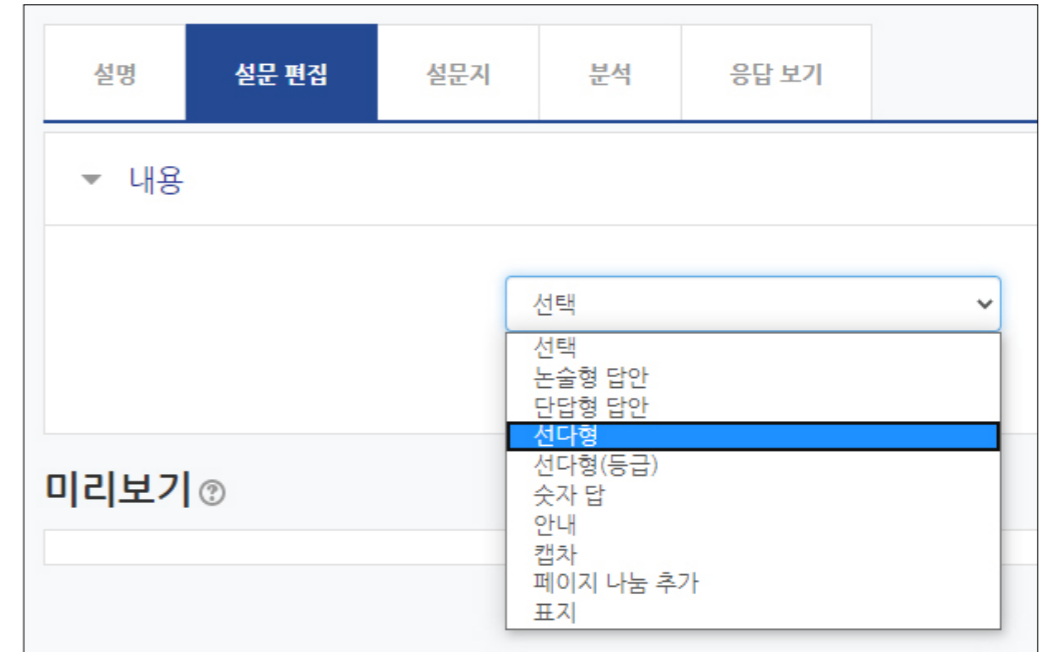 설명 설문 편집 설문지 분석 응답 보기
내용
선택
선택
논술형 답안
단답형 답안
선다형
선다형(등급)
숫자 답
안내
캡차
페이지 나눔 추가
표지
미리보기 ?